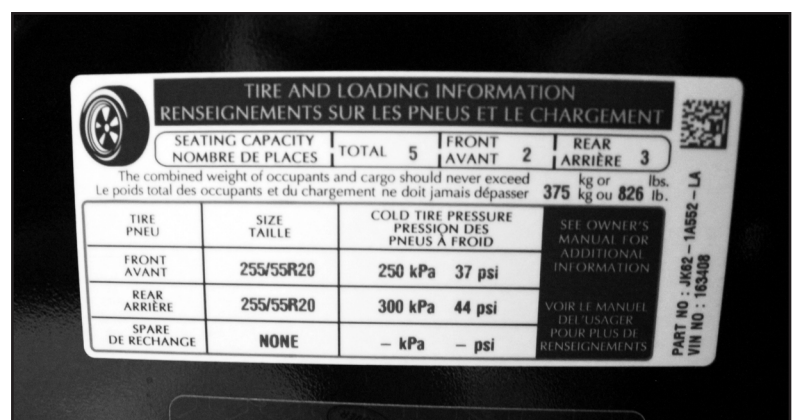 TIRE AND LOADING INFORMATION
RENSEIGNEMENTS SUR LES PNEUS ET LE CHARGEMENT
SEATING CAPACITY
NOMBRE DE PLACES
TOTAL 5
FRONT
AVANT 2
REAR
ARRIÈRE 3
The combined weight of occupants and cargo should never exceed
Le poids total des occupants et du chargement ne doit jamais dépasser
375 kg or kg ou 826 lbs. lb.
TIRE
PNEU
SIZE
TAILLE
COLD TIRE PRESSURE
PRESSION DES
PNEUS À FROID
FRONT
AVANT
255/55R20
250 kPa 37 psi
REAR
ARRIÈRE
255/55R20
300 kPa 44 psi
SPARE
DE RECHANGE
NONE
– kPa – psi
SEE OWNER'S
MANUAL FOR
ADDITIONAL
INFORMATION
VOIR LE MANUEL
DEL'USAGER
POUR PLUS DE
RENSEIGNEMENTS
PART NO : JK62 – 1A552 – LA
VIN NO : 163408